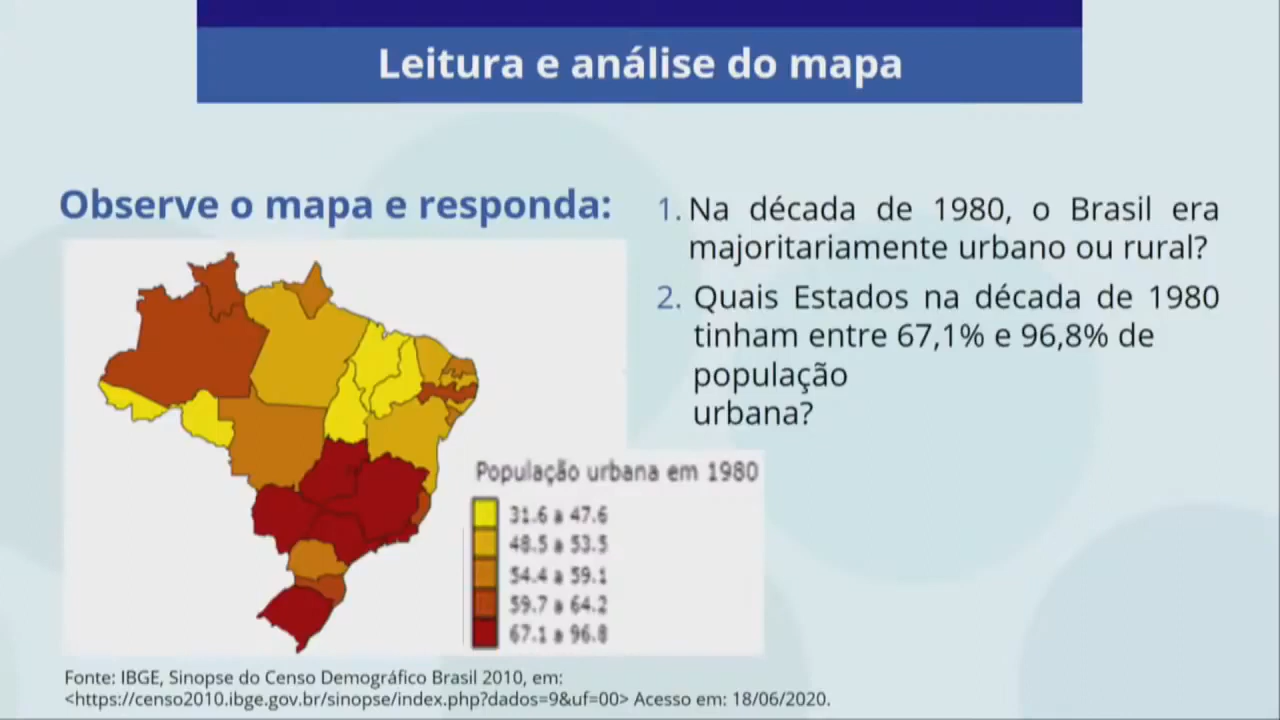 Leitura e análise do mapa
Observe o mapa e responda:
1. Na década de 1980, o Brasil era
majoritariamente urbano ou rural?
2. Quais Estados na década de 1980
tinham entre 67,1% e 96,8% de
população
urbana?
População urbana em 1980
31.6 a 47.6
48.5 a 53.5
54.4 a 59.1
59.7 a 64.2
67.1 a 96.8
Fonte: IBGE, Sinopse do Censo Demográfico Brasil 2010, em:
<https://censo2010.ibge.gov.br/sinopse/index.php?dados=9&uf=00> Acesso em: 18/06/2020.